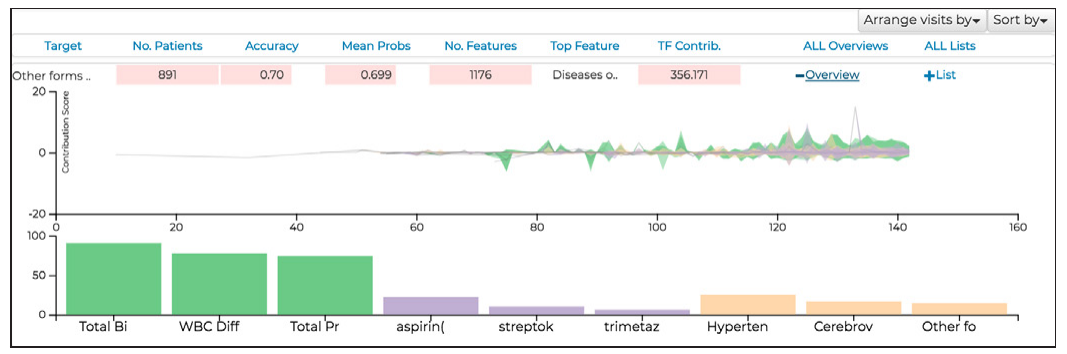 Arrange visits by Sort by
Target No. Patients Accuracy Mean Probs No. Features Top Feature TF Contrib. ALL Overviews ALL Lists
Other forms .. 891 0.70 0.699 1176 Diseases o.. 356.171 Overview List
Contribution Score
20
0
-20
0 20 40 60 80 100 120 140 160
100
50
0
Total Bi WBC Diff Total Pr aspirin( streptok trimetaz Hyperten Cerebrov Other fo